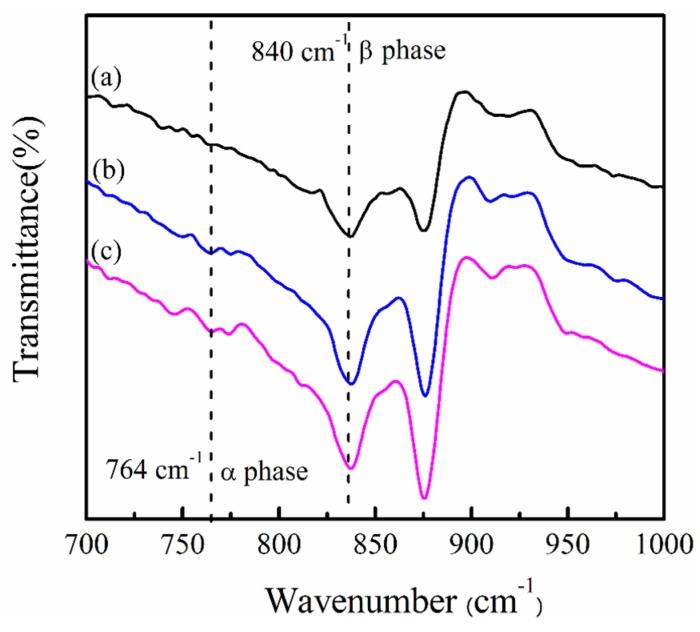 840 cm⁻¹ β phase
(a)
(b)
(c)
764 cm⁻¹ α phase
Transmittance(%)
700 750 800 850 900 950 1000
Wavenumber (cm⁻¹)